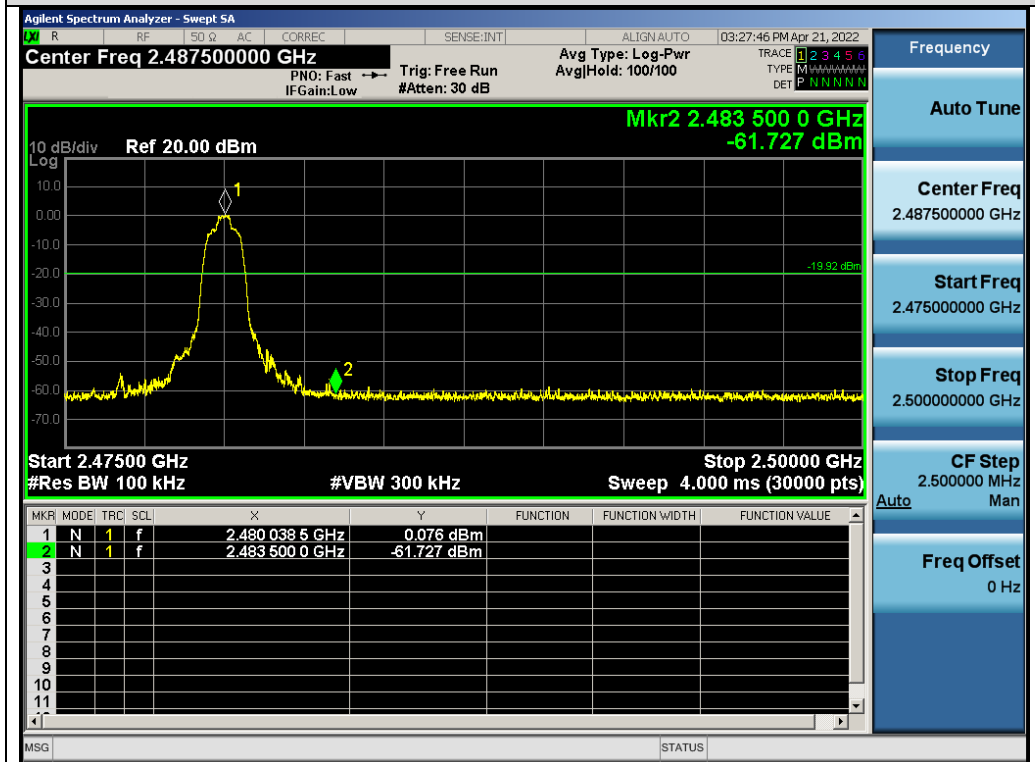 Agilent Spectrum Analyzer - Swept SA
LXI R RF 50 Ω AC CORREC SENSE:INT ALIGN AUTO 03:27:46 PM Apr 21, 2022
Center Freq 2.487500000 GHz
PNO: Fast
IFGain:Low
Trig: Free Run
#Atten: 30 dB
Avg Type: Log-Pwr
Avg|Hold: 100/100
TRACE 1 2 3 4 5 6
TYPE M WWWWW
DET P N N N N N
Mkr2 2.483 500 0 GHz
-61.727 dBm
10 dB/div Ref 20.00 dBm
Log
10.0
0.00
-10.0
-20.0
-30.0
-40.0
-50.0
-60.0
-70.0
1
2
-19.92 dBm
Start 2.47500 GHz Stop 2.50000 GHz
#Res BW 100 kHz #VBW 300 kHz Sweep 4.000 ms (30000 pts)
MKR MODE TRC SCL X Y FUNCTION FUNCTION WIDTH FUNCTION VALUE
1 N 1 f 2.480 038 5 GHz 0.076 dBm
2 N 1 f 2.483 500 0 GHz -61.727 dBm
3
4
5
6
7
8
9
10
11
MSG STATUS
Frequency
Auto Tune
Center Freq
2.487500000 GHz
Start Freq
2.475000000 GHz
Stop Freq
2.500000000 GHz
CF Step
2.500000 MHz
Auto Man
Freq Offset
0 Hz